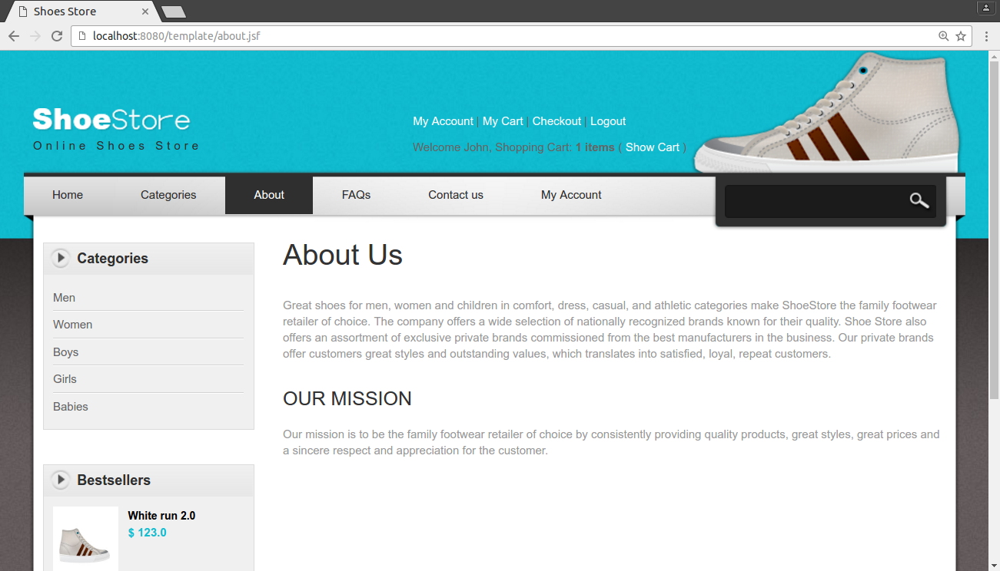 Shoes Store
localhost:8080/template/about.jsf
ShoeStore
Online Shoes Store
My Account | My Cart | Checkout | Logout
Welcome John, Shopping Cart: 1 items ( Show Cart )
Home Categories About FAQs Contact us My Account
Categories
Men
Women
Boys
Girls
Babies
Bestsellers
White run 2.0
$ 123.0
About Us
Great shoes for men, women and children in comfort, dress, casual, and athletic categories make ShoeStore the family footwear
retailer of choice. The company offers a wide selection of nationally recognized brands known for their quality. Shoe Store also
offers an assortment of exclusive private brands commissioned from the best manufacturers in the business. Our private brands
offer customers great styles and outstanding values, which translates into satisfied, loyal, repeat customers.
OUR MISSION
Our mission is to be the family footwear retailer of choice by consistently providing quality products, great styles, great prices and
a sincere respect and appreciation for the customer.